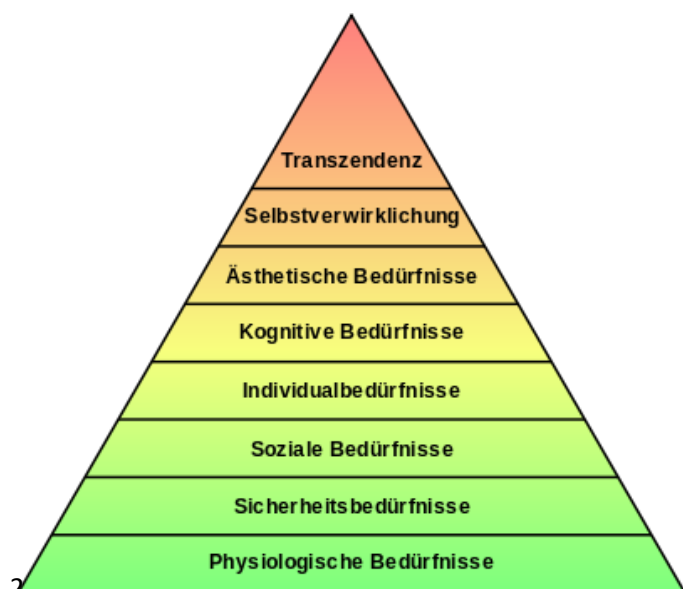 Transzendenz
Selbstverwirklichung
Ästhetische Bedürfnisse
Kognitive Bedürfnisse
Individualbedürfnisse
Soziale Bedürfnisse
Sicherheitsbedürfnisse
Physiologische Bedürfnisse